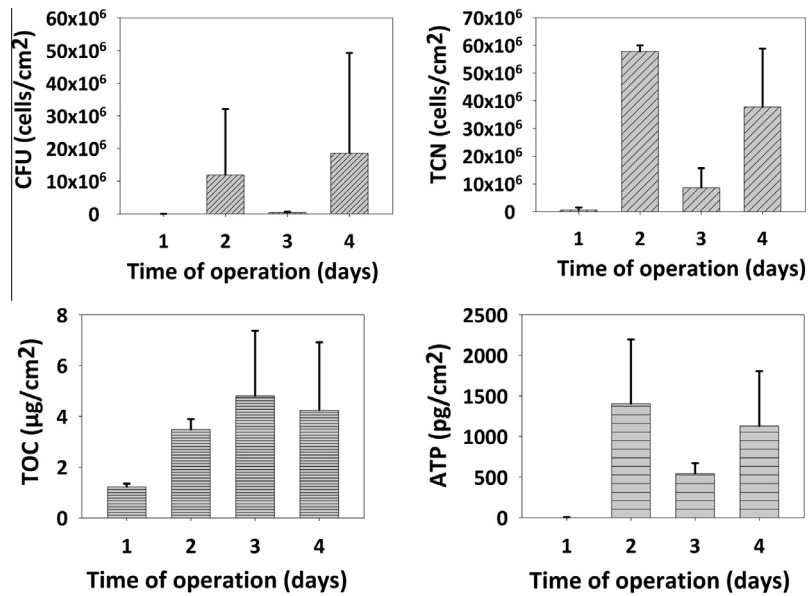 CFU (cells/cm²)
60x10⁶
50x10⁶
40x10⁶
30x10⁶
20x10⁶
10x10⁶
0
1 2 3 4
Time of operation (days)
TCN (cells/cm²)
70x10⁶
60x10⁶
50x10⁶
40x10⁶
30x10⁶
20x10⁶
10x10⁶
0
1 2 3 4
Time of operation (days)
TOC (µg/cm²)
8
6
4
2
0
1 2 3 4
Time of operation (days)
ATP (pg/cm²)
2500
2000
1500
1000
500
0
1 2 3 4
Time of operation (days)